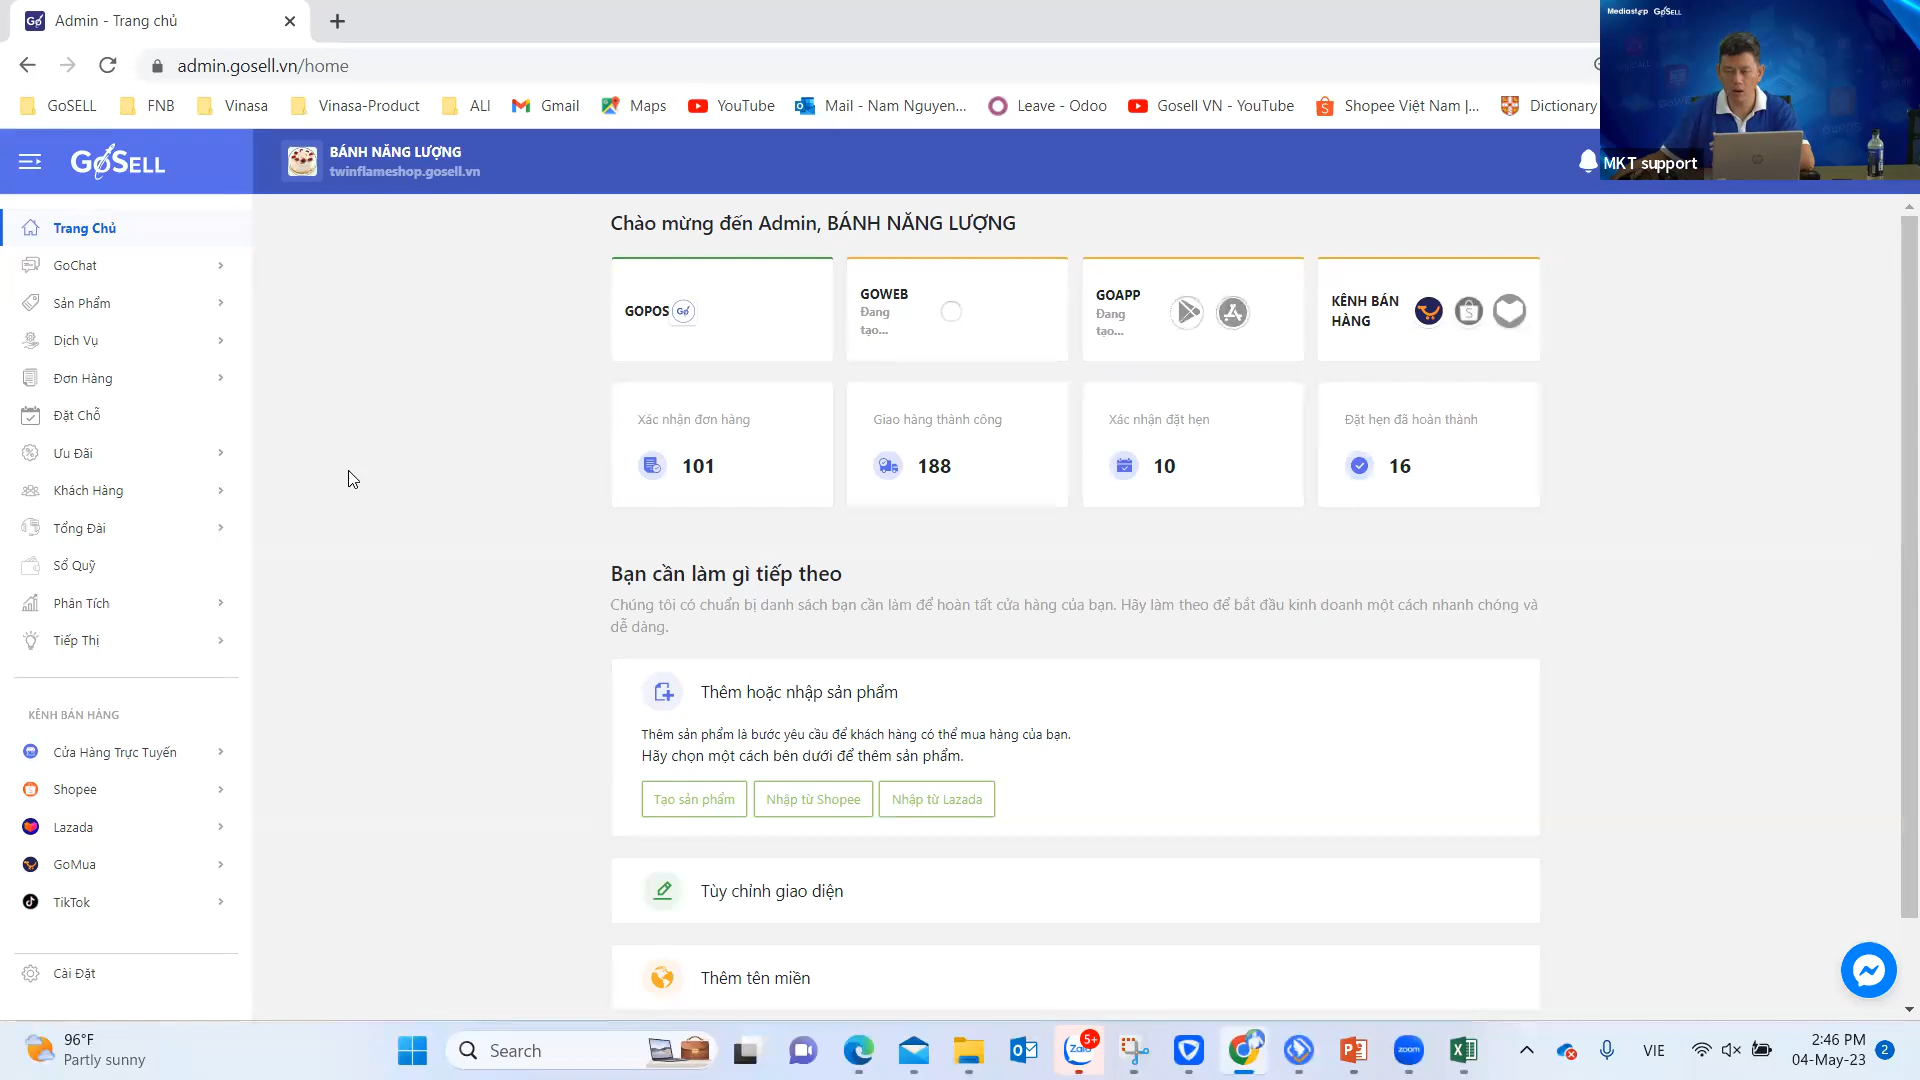 Admin - Trang chủ
admin.gosell.vn/home
GoSELL
FNB
Vinasa
Vinasa-Product
ALI
Gmail
Maps
YouTube
Mail - Nam Nguyen...
Leave - Odoo
Gosell VN - YouTube
Shopee Việt Nam |...
Dictionary
Mediastep GoSELL
MKT support
GoSELL
BÁNH NĂNG LƯỢNG
twinflameshop.gosell.vn
Trang Chủ
GoChat
Sản Phẩm
Dịch Vụ
Đơn Hàng
Đặt Chỗ
Ưu Đãi
Khách Hàng
Tổng Đài
Sổ Quỹ
Phân Tích
Tiếp Thị
KÊNH BÁN HÀNG
Cửa Hàng Trực Tuyến
Shopee
Lazada
GoMua
TikTok
Cài Đặt
Chào mừng đến Admin, BÁNH NĂNG LƯỢNG
GOPOS
GOWEB
Đang
tạo...
GOAPP
Đang
tạo...
KÊNH BÁN
HÀNG
Xác nhận đơn hàng
101
Giao hàng thành công
188
Xác nhận đặt hẹn
10
Đặt hẹn đã hoàn thành
16
Bạn cần làm gì tiếp theo
Chúng tôi có chuẩn bị danh sách bạn cần làm để hoàn tất cửa hàng của bạn. Hãy làm theo để bắt đầu kinh doanh một cách nhanh chóng và
dễ dàng.
Thêm hoặc nhập sản phẩm
Thêm sản phẩm là bước yêu cầu để khách hàng có thể mua hàng của bạn.
Hãy chọn một cách bên dưới để thêm sản phẩm.
Tạo sản phẩm
Nhập từ Shopee
Nhập từ Lazada
Tùy chỉnh giao diện
Thêm tên miền
96°F
Partly sunny
Search
Zalo
5+
zoom
VIE
2:46 PM
04-May-23
2